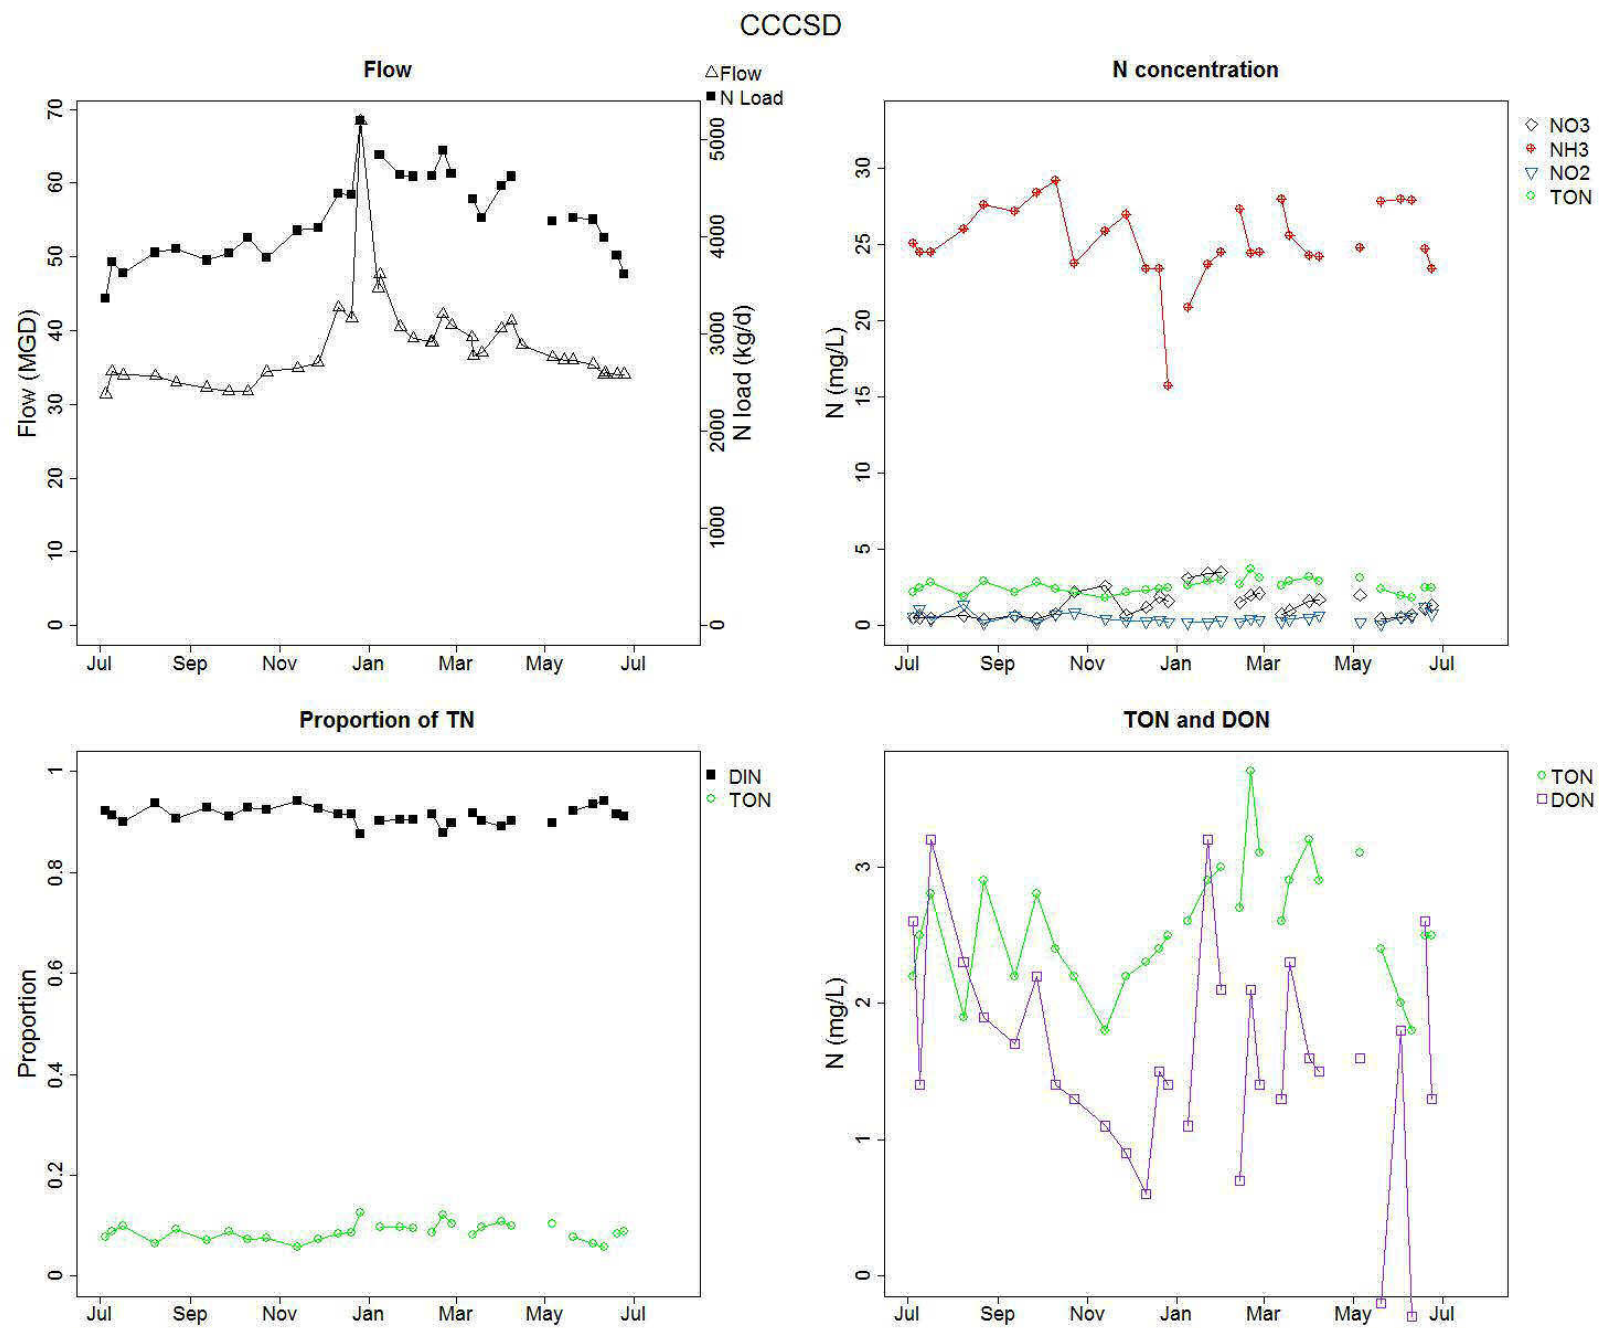 CCCSD
Flow
Flow
N Load
70
60
50
40
30
20
10
0
Flow (MGD)
5000
4000
3000
2000
1000
0
N load (kg/d)
Jul Sep Nov Jan Mar May Jul
N concentration
NO3
NH3
NO2
TON
30
25
20
15
10
5
0
N (mg/L)
Jul Sep Nov Jan Mar May Jul
Proportion of TN
DIN
TON
1
0.8
0.6
0.4
0.2
0
Proportion
Jul Sep Nov Jan Mar May Jul
TON and DON
TON
DON
3
2
1
0
N (mg/L)
Jul Sep Nov Jan Mar May Jul